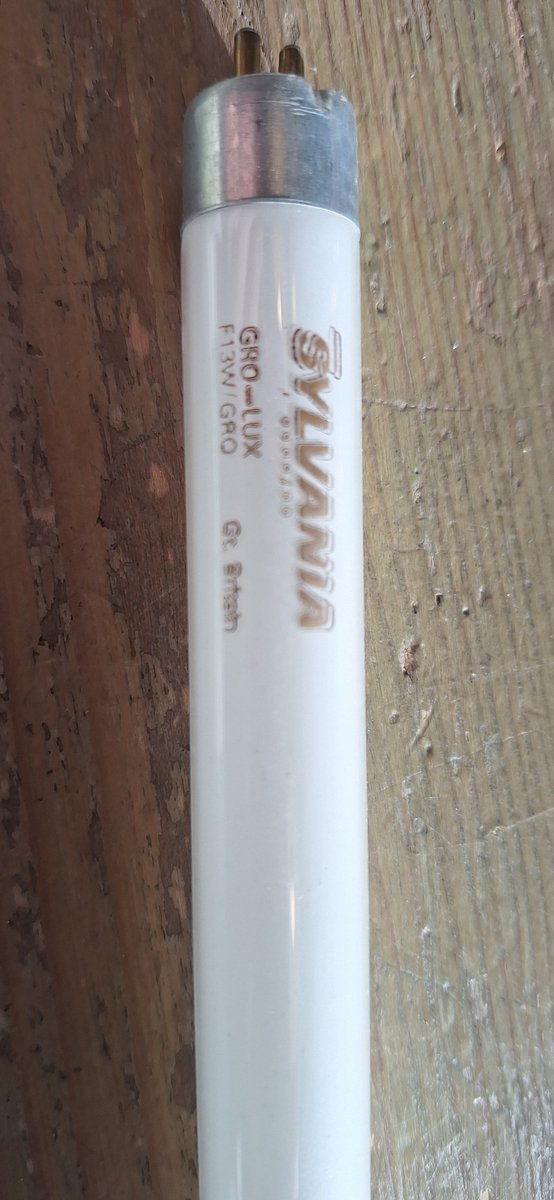 SYLVANIA
GRO-LUX
F13W/GRO Gt. Britain